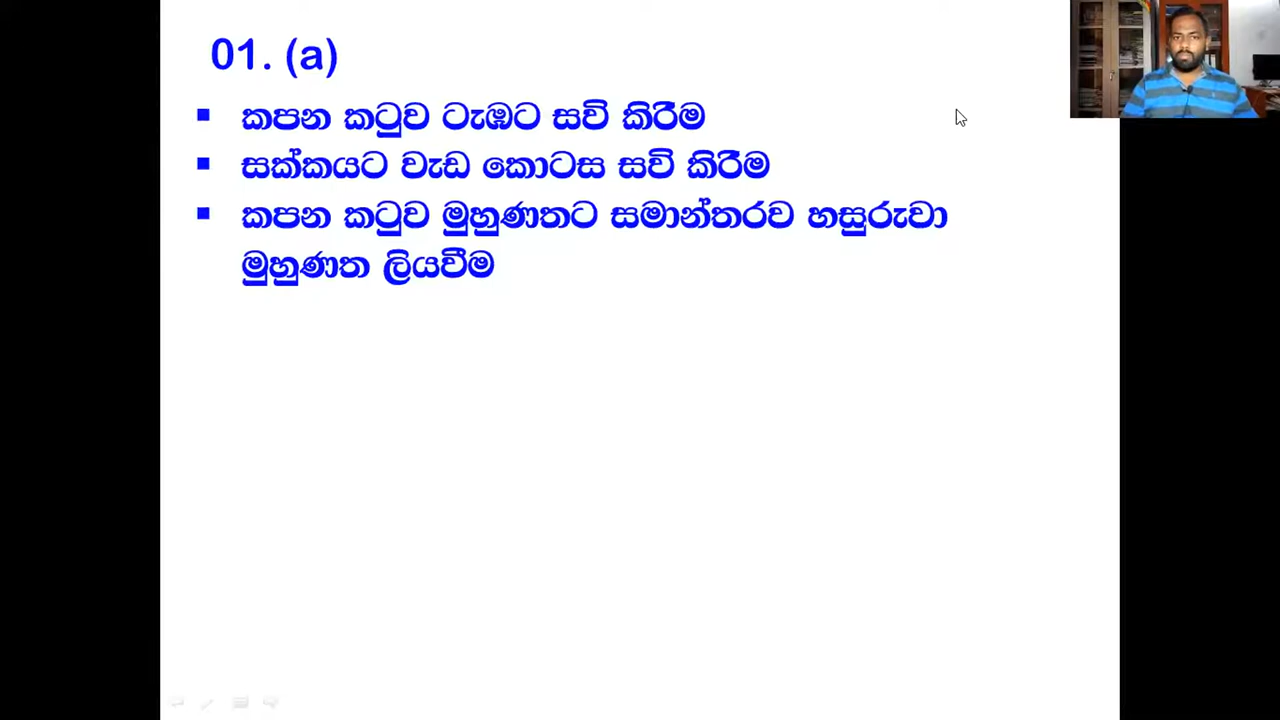 01. (a)
▪ කපන කටුව ටැඹට සවි කිරීම
▪ සක්කයට වැඩ කොටස සවි කිරීම
▪ කපන කටුව මුහුණතට සමාන්තරව හසුරුවා
මුහුණත ලියවීම